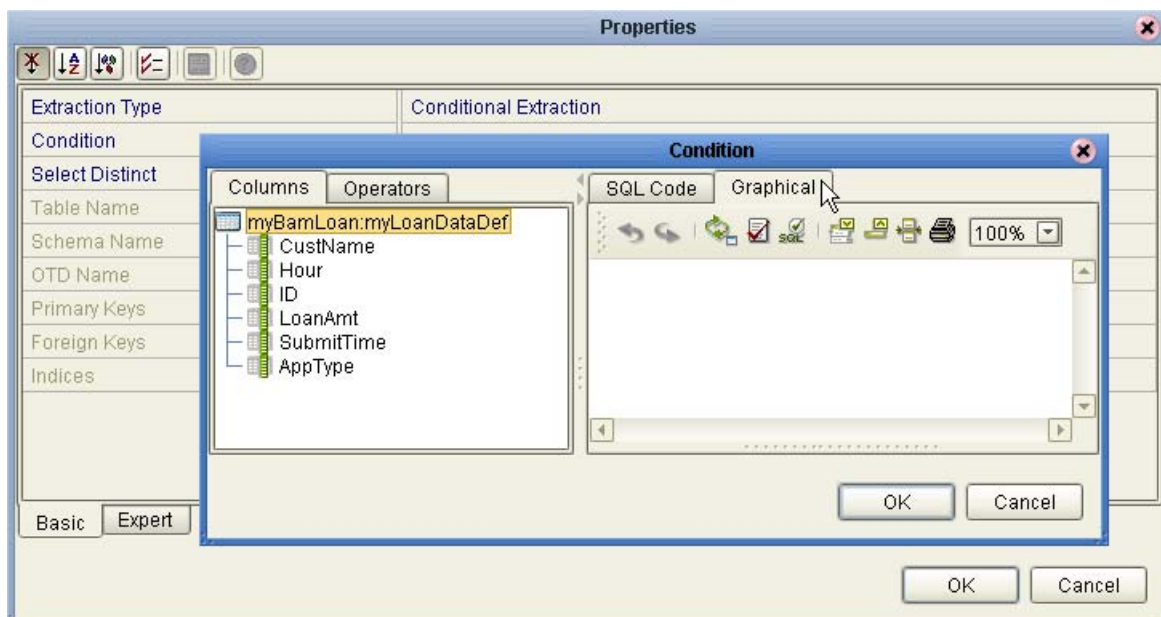 Properties
Extraction Type
Conditional Extraction
Condition
Select Distinct
Table Name
Schema Name
OTD Name
Primary Keys
Foreign Keys
Indices
Condition
Columns
Operators
myBamLoan:myLoanDataDef
CustName
Hour
ID
LoanAmt
SubmitTime
AppType
SQL Code
Graphical
SQL
100%
OK
Cancel
Basic
Expert
OK
Cancel